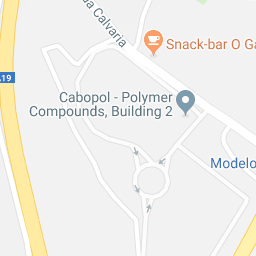 a Calvaria
Snack-bar O Ga
.19
Cabopol - Polymer
Compounds, Building 2
Modelo